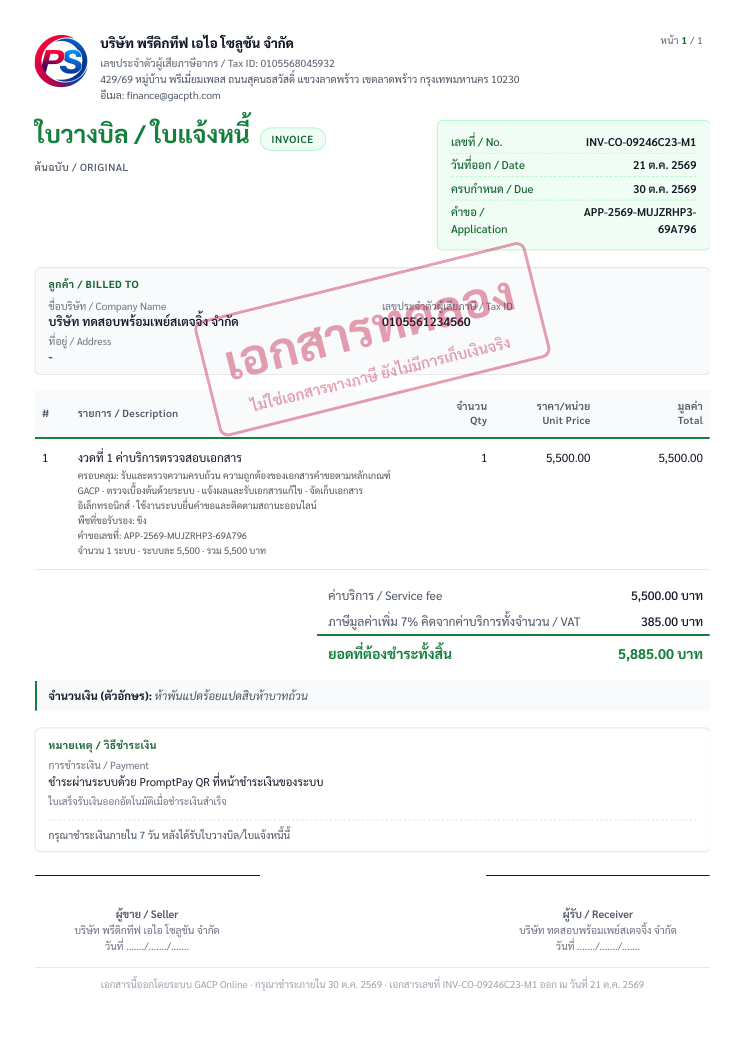 PS
บริษัท พรีดิกทีฟ เอไอ โซลูชัน จำกัด
เลขประจำตัวผู้เสียภาษีอากร / Tax ID: 0105568045932
429/69 หมู่บ้าน พรีเมี่ยมเพลส ถนนสุคนธสวัสดิ์ แขวงลาดพร้าว เขตลาดพร้าว กรุงเทพมหานคร 10230
อีเมล: finance@gacpth.com
หน้า 1 / 1
ใบวางบิล / ใบแจ้งหนี้ INVOICE
ต้นฉบับ / ORIGINAL
เลขที่ / No. INV-CO-09246C23-M1
วันที่ออก / Date 21 ต.ค. 2569
ครบกำหนด / Due 30 ต.ค. 2569
คำขอ / APP-2569-MUJZRHP3-
Application 69A796
ลูกค้า / BILLED TO
ชื่อบริษัท / Company Name เลขประจำตัวผู้เสียภาษี / Tax ID
บริษัท ทดสอบพร้อมเพย์สเตจจิ้ง จำกัด 0105561234560
ที่อยู่ / Address
-
เอกสารทดลอง
ไม่ใช่เอกสารทางภาษี ยังไม่มีการเก็บเงินจริง
# รายการ / Description จำนวน ราคา/หน่วย มูลค่า
Qty Unit Price Total
1 งวดที่ 1 ค่าบริการตรวจสอบเอกสาร 1 5,500.00 5,500.00
ครอบคลุม: รับและตรวจความครบถ้วน ความถูกต้องของเอกสารคำขอตามหลักเกณฑ์
GACP · ตรวจเบื้องต้นด้วยระบบ · แจ้งผลและรับเอกสารแก้ไข · จัดเก็บเอกสาร
อิเล็กทรอนิกส์ · ใช้งานระบบยื่นคำขอและติดตามสถานะออนไลน์
พืชที่ขอรับรอง: ขิง
คำขอเลขที่: APP-2569-MUJZRHP3-69A796
จำนวน 1 ระบบ · ระบบละ 5,500 · รวม 5,500 บาท
ค่าบริการ / Service fee 5,500.00 บาท
ภาษีมูลค่าเพิ่ม 7% คิดจากค่าบริการทั้งจำนวน / VAT 385.00 บาท
ยอดที่ต้องชำระทั้งสิ้น 5,885.00 บาท
จำนวนเงิน (ตัวอักษร): ห้าพันแปดร้อยแปดสิบห้าบาทถ้วน
หมายเหตุ / วิธีชำระเงิน
การชำระเงิน / Payment
ชำระผ่านระบบด้วย PromptPay QR ที่หน้าชำระเงินของระบบ
ใบเสร็จรับเงินออกอัตโนมัติเมื่อชำระเงินสำเร็จ
กรุณาชำระเงินภายใน 7 วัน หลังได้รับใบวางบิล/ใบแจ้งหนี้นี้
ผู้ขาย / Seller ผู้รับ / Receiver
บริษัท พรีดิกทีฟ เอไอ โซลูชัน จำกัด บริษัท ทดสอบพร้อมเพย์สเตจจิ้ง จำกัด
วันที่ ......./......./....... วันที่ ......./......./.......
เอกสารนี้ออกโดยระบบ GACP Online · กรุณาชำระภายใน 30 ต.ค. 2569 · เอกสารเลขที่ INV-CO-09246C23-M1 ออก ณ วันที่ 21 ต.ค. 2569